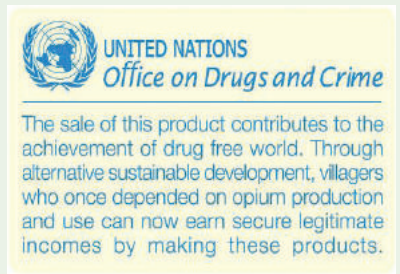 UNITED NATIONS
Office on Drugs and Crime
The sale of this product contributes to the
achievement of drug free world. Through
alternative sustainable development, villagers
who once depended on opium production
and use can now earn secure legitimate
incomes by making these products.